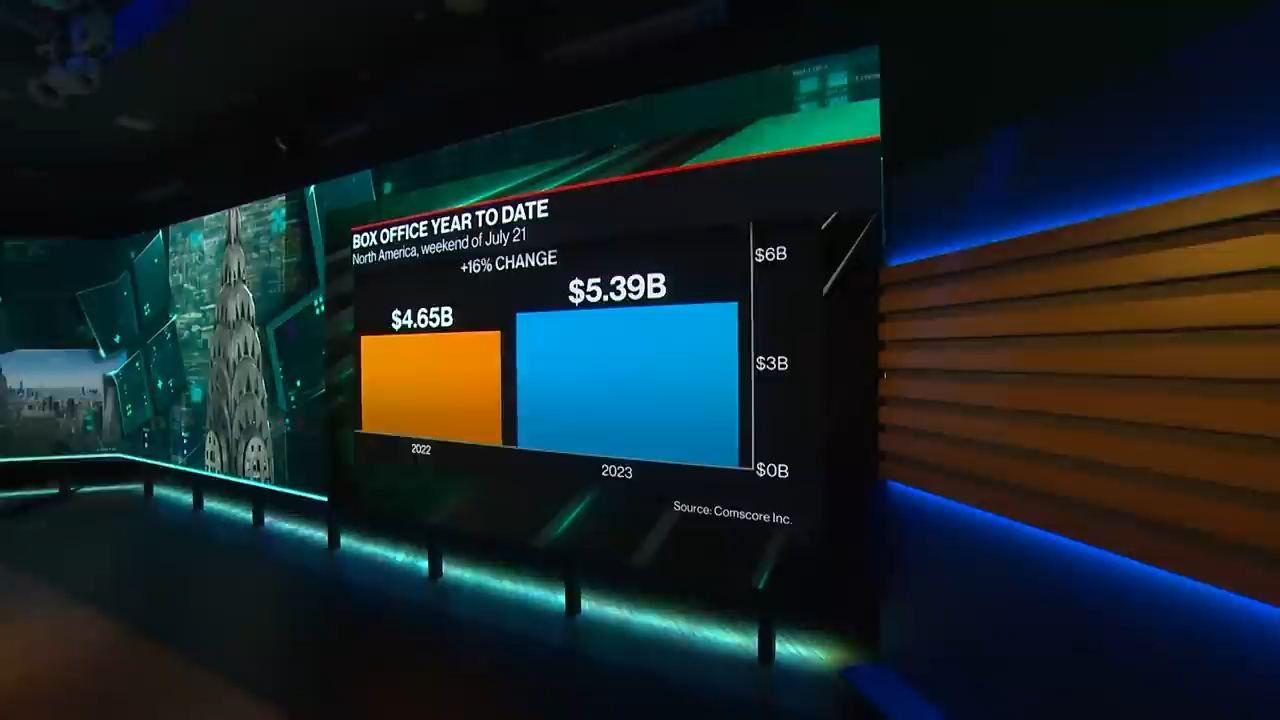 BOX OFFICE YEAR TO DATE
North America, weekend of July 21
+16% CHANGE
$4.65B
$5.39B
$6B
$3B
$0B
2022
2023
Source: Comscore Inc.